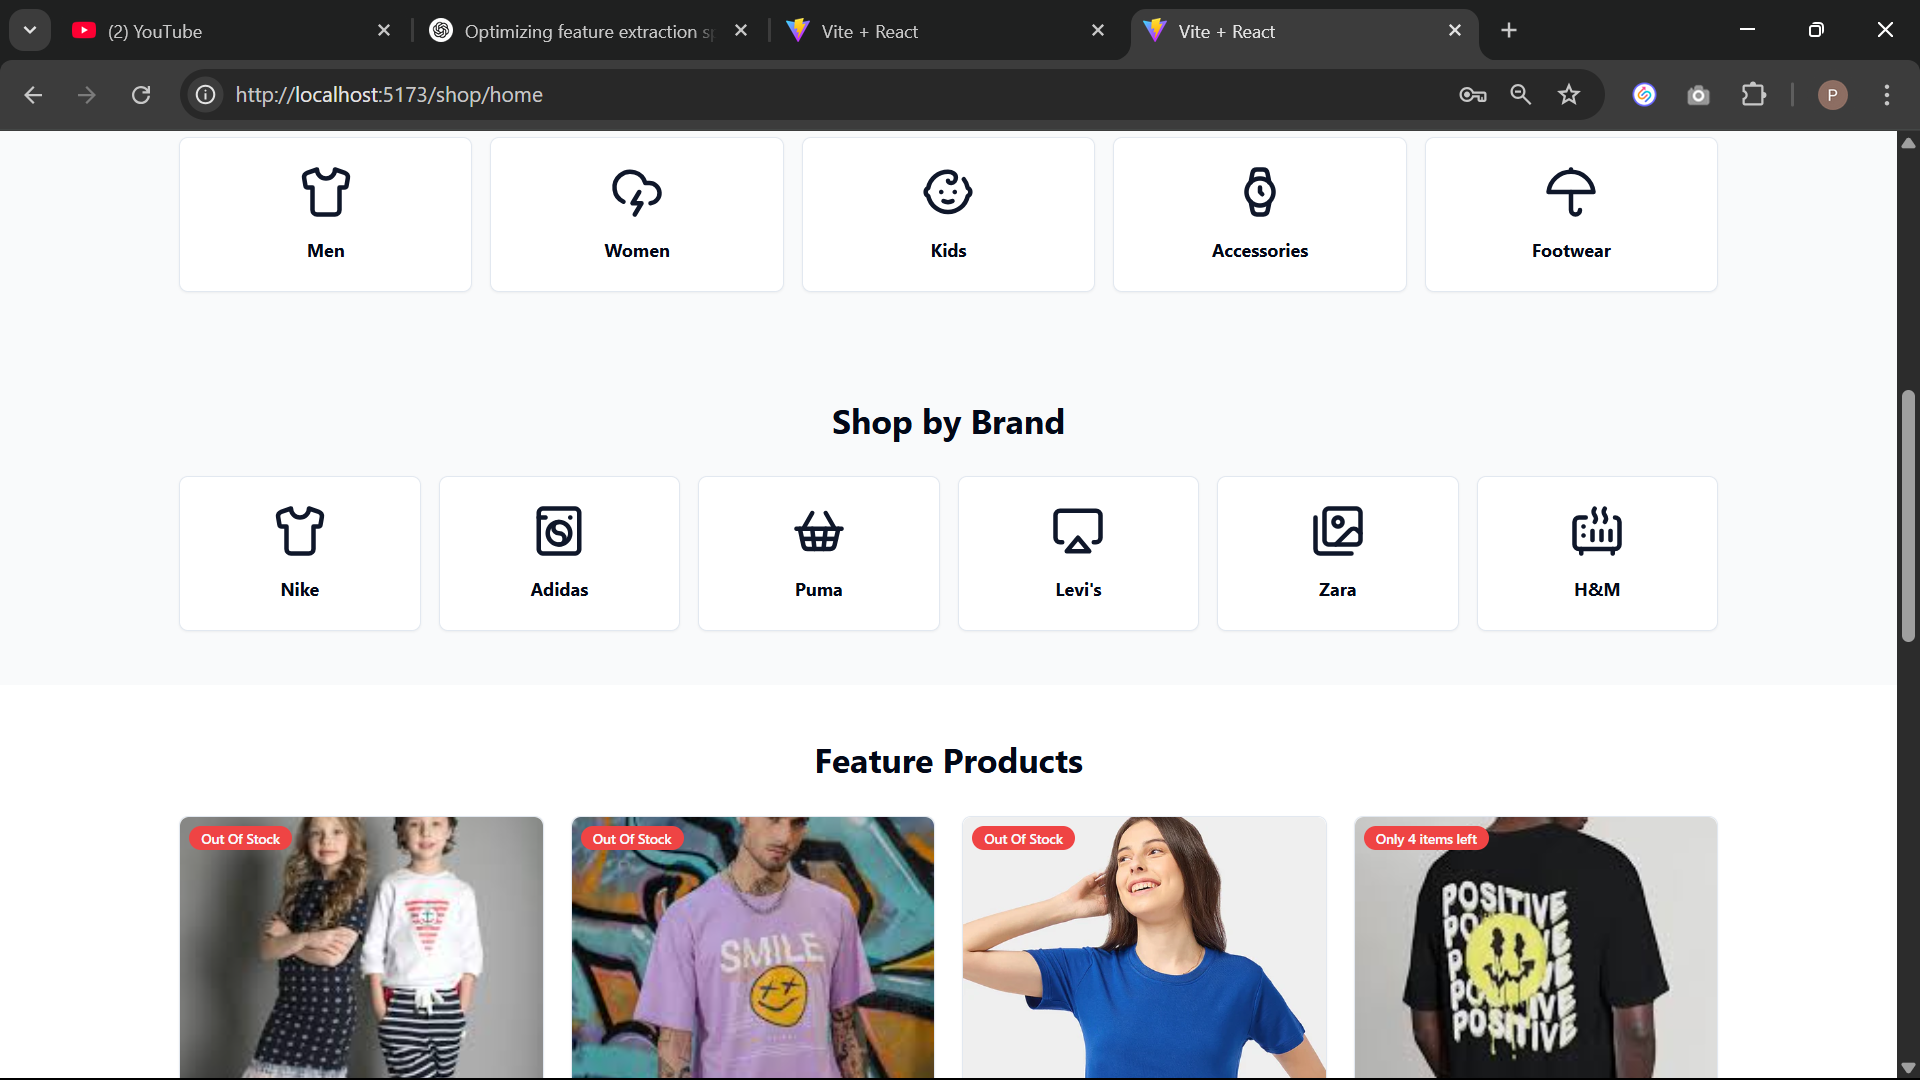 (2) YouTube
Optimizing feature extraction sp
Vite + React
Vite + React
http://localhost:5173/shop/home
P
Men
Women
Kids
Accessories
Footwear
Shop by Brand
Nike
Adidas
Puma
Levi's
Zara
H&M
Feature Products
Out Of Stock
Out Of Stock
Out Of Stock
Only 4 items left
SMILE
POSITIVE
POSITIVE